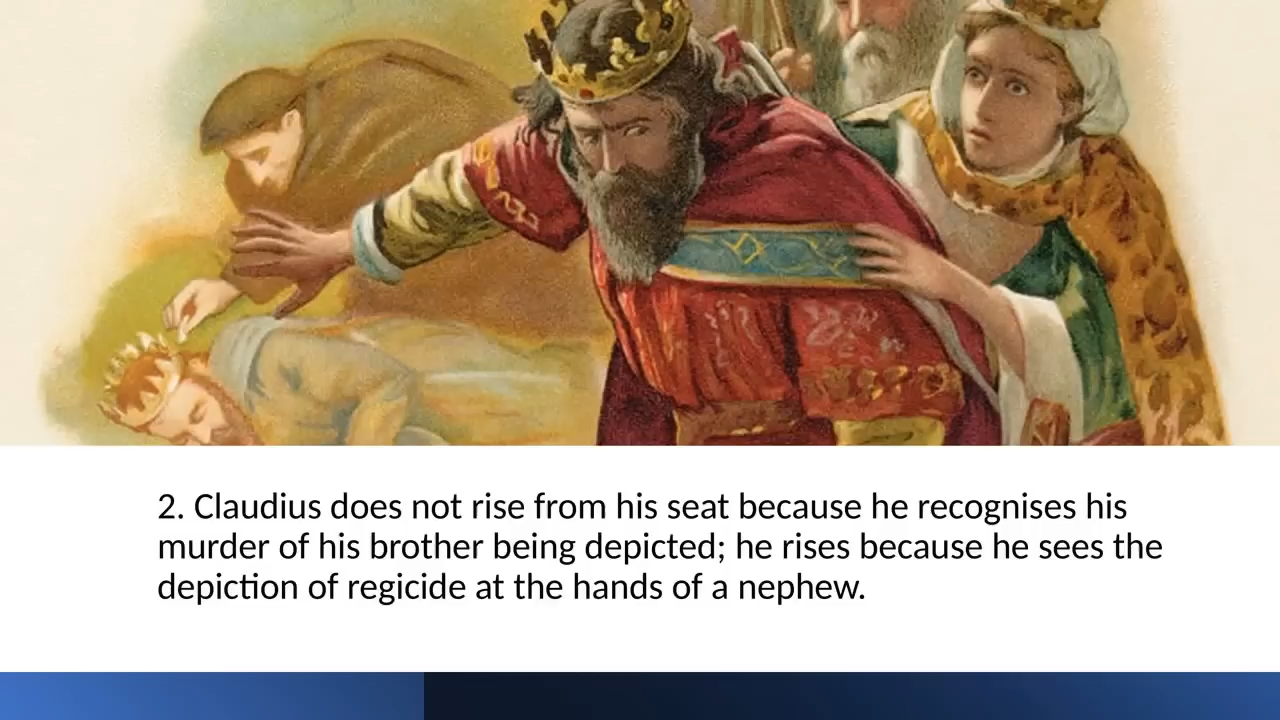 2. Claudius does not rise from his seat because he recognises his
murder of his brother being depicted; he rises because he sees the
depiction of regicide at the hands of a nephew.